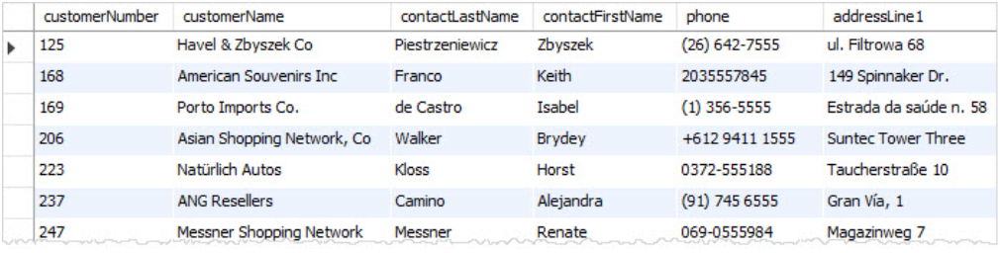 customerNumber customerName contactLastName contactFirstName phone addressLine1
125 Havel & Zbyszek Co Piestrzeniewicz Zbyszek (26) 642-7555 ul. Filtrowa 68
168 American Souvenirs Inc Franco Keith 2035557845 149 Spinnaker Dr.
169 Porto Imports Co. de Castro Isabel (1) 356-5555 Estrada da saúde n. 58
206 Asian Shopping Network, Co Walker Brydey +612 9411 1555 Suntec Tower Three
223 Natürlich Autos Kloss Horst 0372-555188 Taucherstraße 10
237 ANG Resellers Camino Alejandra (91) 745 6555 Gran Vía, 1
247 Messner Shopping Network Messner Renate 069-0555984 Magazinweg 7